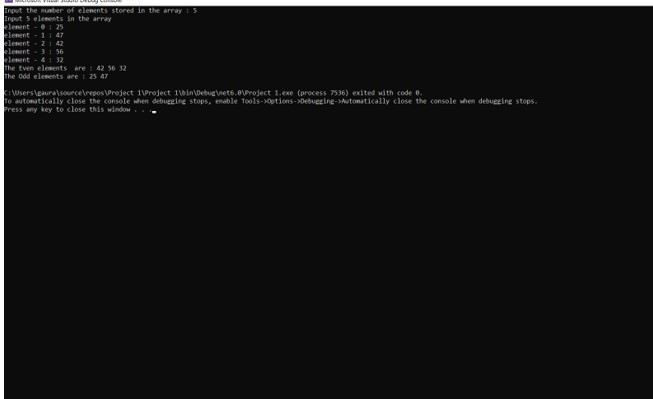 Microsoft Visual Studio Debug Console
Input the number of elements stored in the array : 5
Input 5 elements in the array
element - 0 : 25
element - 1 : 47
element - 2 : 42
element - 3 : 56
element - 4 : 32
The Even elements  are : 42 56 32
The Odd elements are : 25 47
C:\Users\gaura\source\repos\Project 1\Project 1\bin\Debug\net6.0\Project 1.exe (process 7536) exited with code 0.
To automatically close the console when debugging stops, enable Tools->Options->Debugging->Automatically close the console when debugging stops.
Press any key to close this window . . .